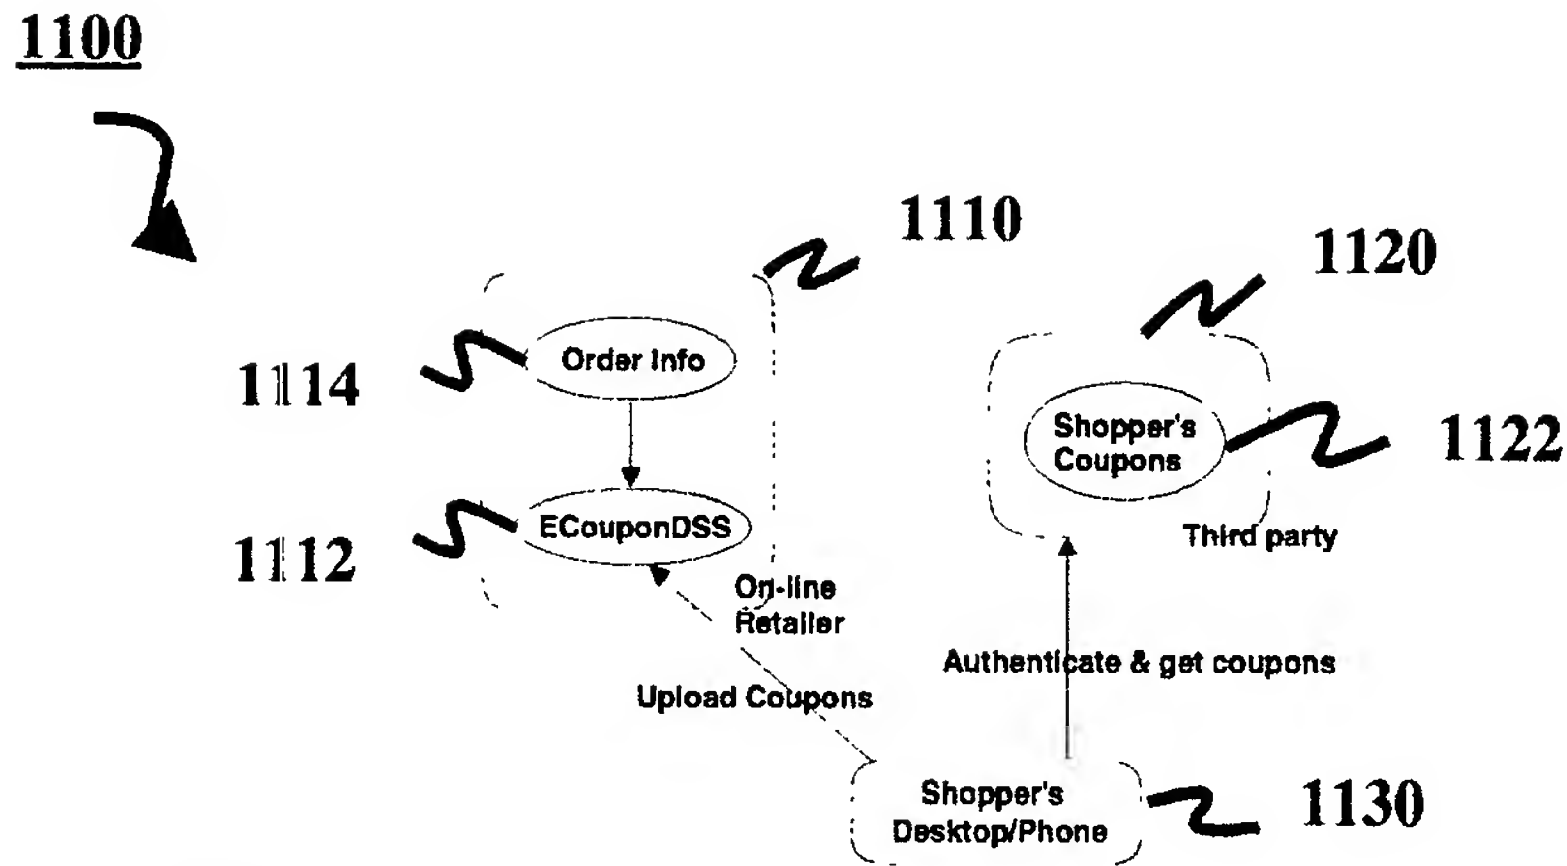 1100
1110
1120
Order Info
1114
Shopper's
Coupons
1122
ECouponDSS
1112
Third party
On-line
Retailer
Authenticate & get coupons
Upload Coupons
Shopper's
Desktop/Phone
1130